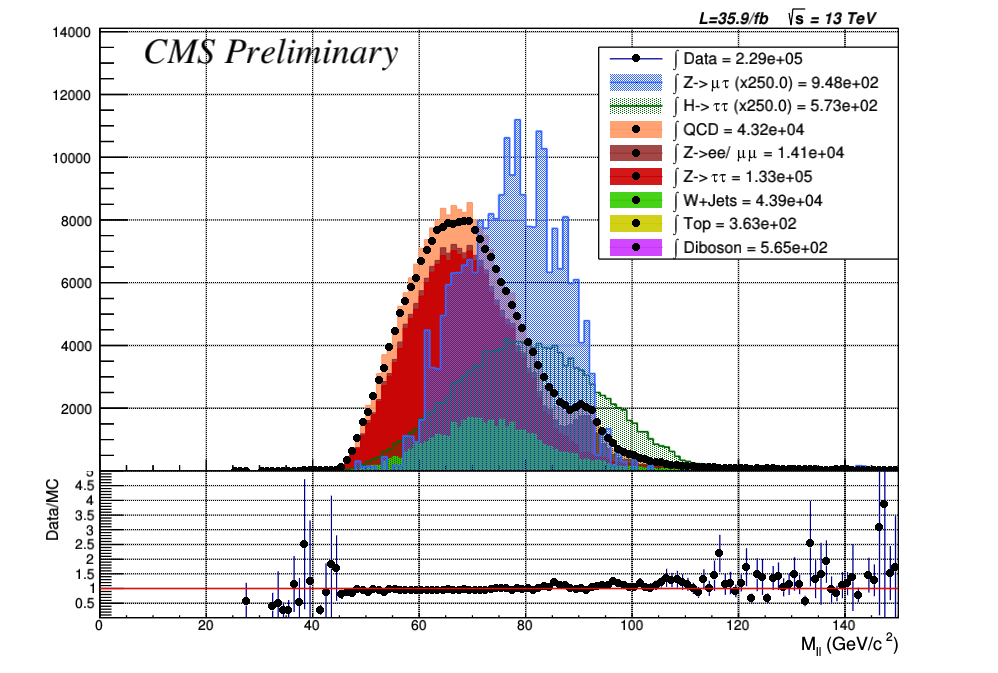 L=35.9/fb √s = 13 TeV
CMS Preliminary
14000
12000
10000
8000
6000
4000
2000
∫ Data = 2.29e+05
∫ Z-> μτ (x250.0) = 9.48e+02
∫ H-> ττ (x250.0) = 5.73e+02
∫ QCD = 4.32e+04
∫ Z->ee/ μμ = 1.41e+04
∫ Z-> ττ = 1.33e+05
∫ W+Jets = 4.39e+04
∫ Top = 3.63e+02
∫ Diboson = 5.65e+02
Data/MC
5
4.5
4
3.5
3
2.5
2
1.5
1
0.5
0 20 40 60 80 100 120 140
M_ll (GeV/c^2)